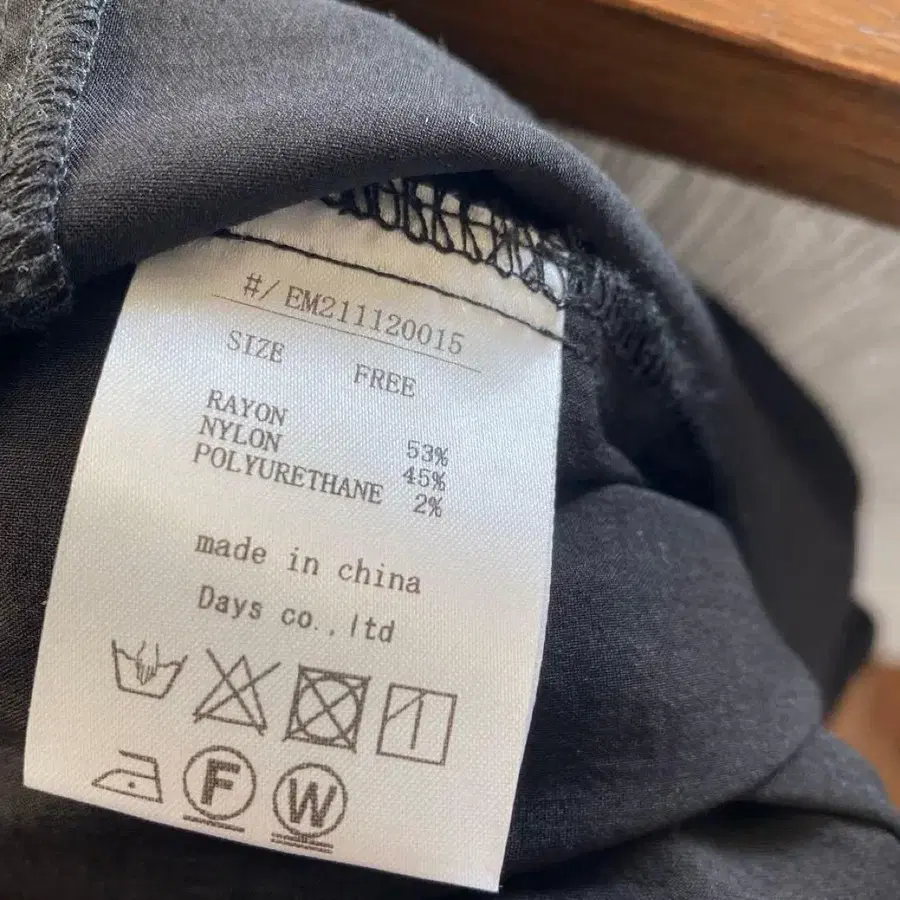 #/ EM211120015
SIZE FREE
RAYON 53%
NYLON 45%
POLYURETHANE 2%
made in china
Days co.,ltd
F W